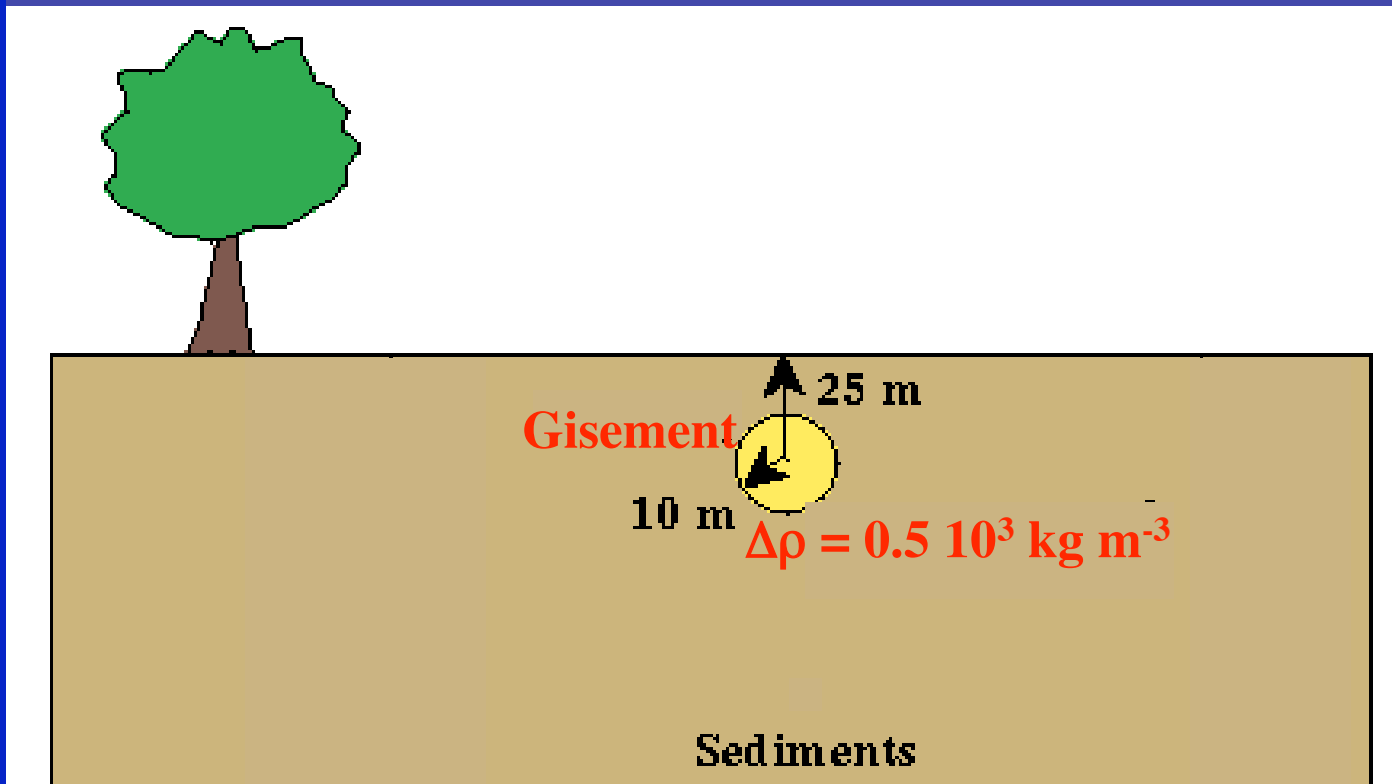 25 m
Gisement
10 m
Δρ = 0.5 10³ kg m⁻³
Sediments